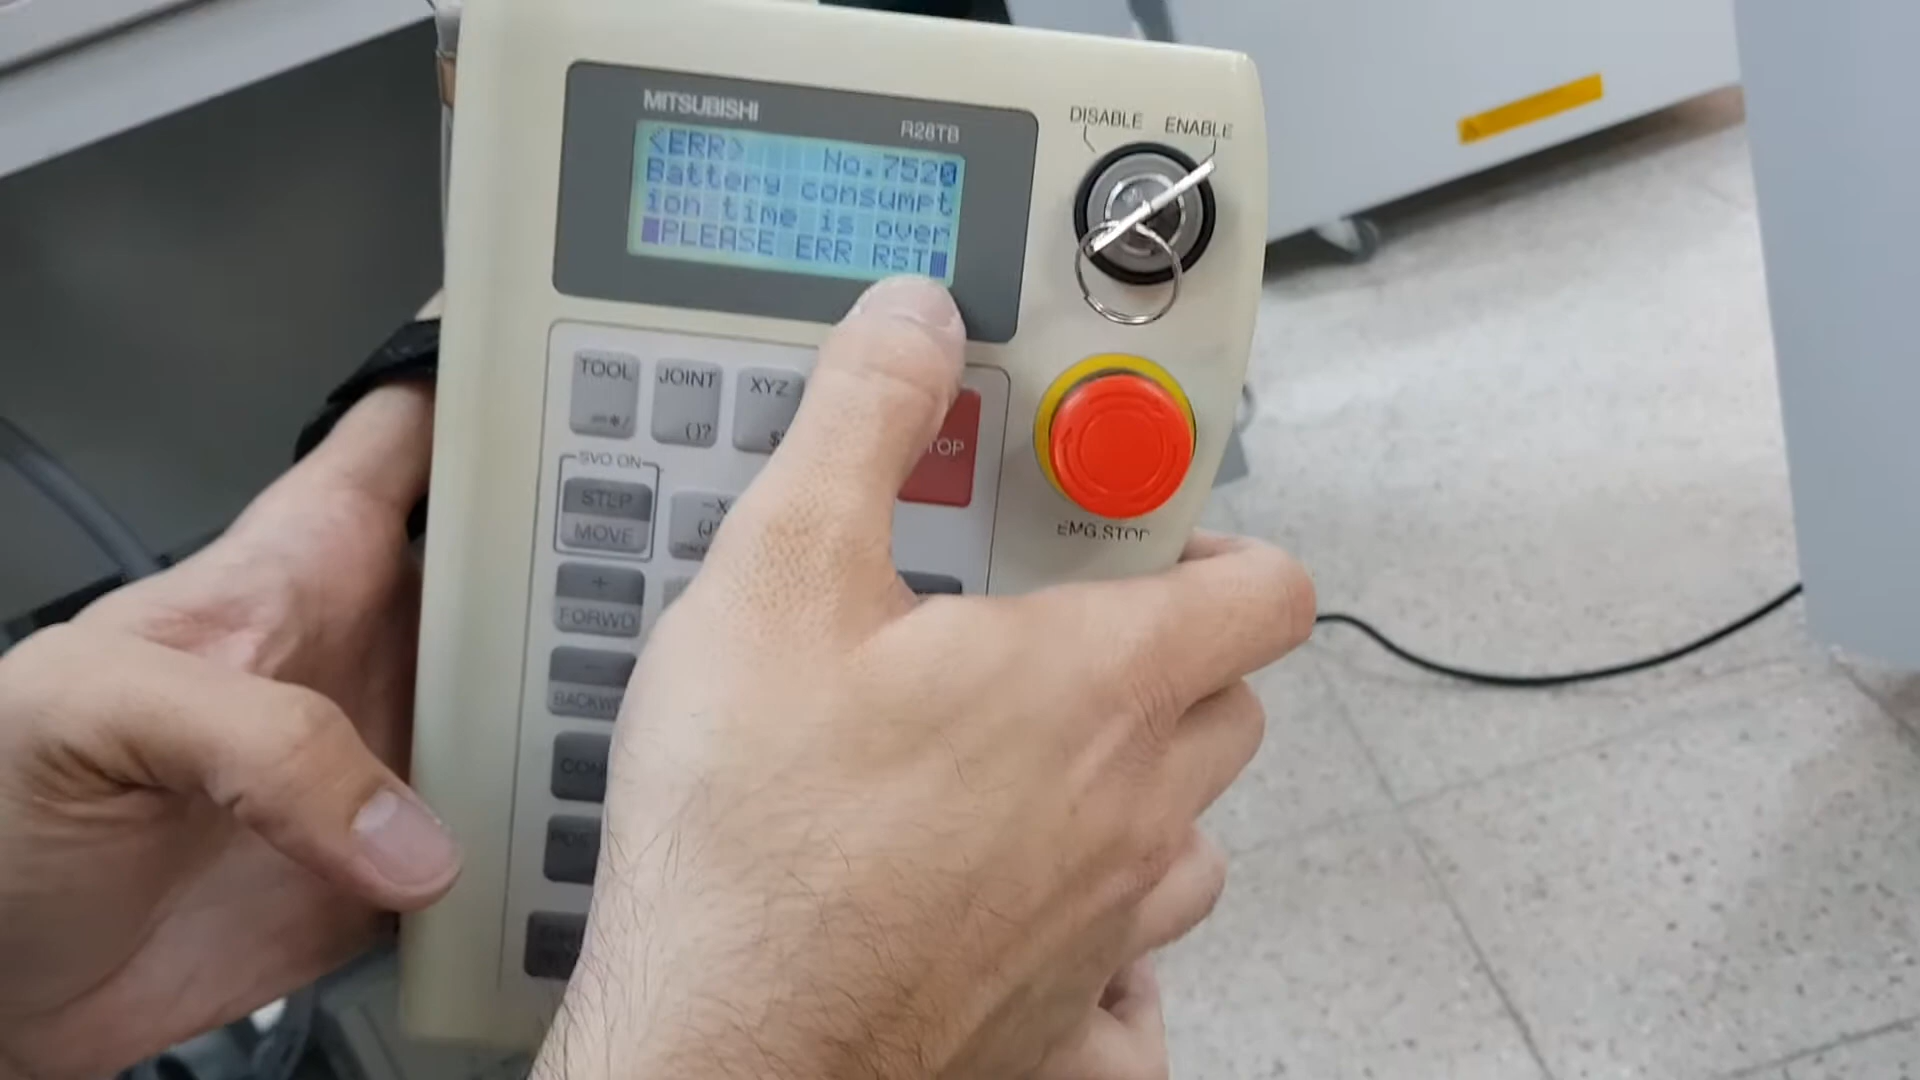 MITSUBISHI
R28TB
<ERR> No.7520
Battery consumpt
ion time is over
PLEASE ERR RST
DISABLE ENABLE
TOOL JOINT XYZ
()?
SVO ON
STEP
MOVE
+
FORWD
EMG.STOP